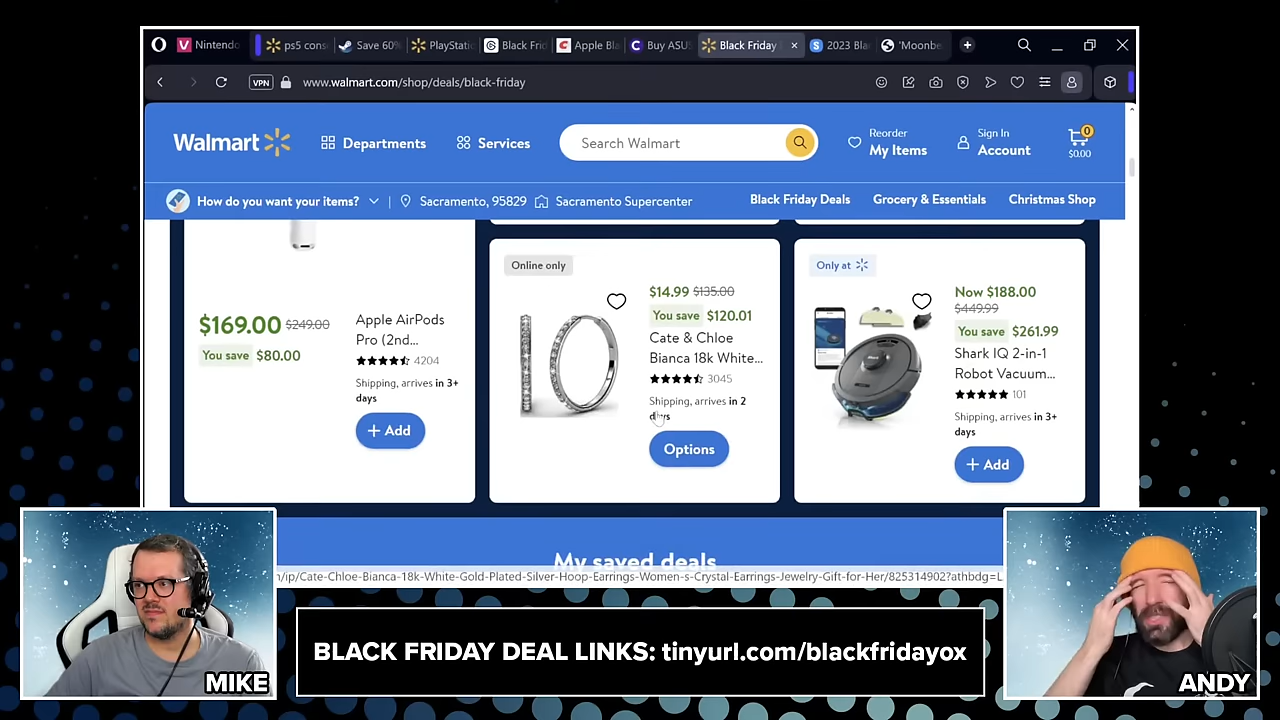 Nintendo
ps5 cons
Save 60%
PlayStatio
Black Frid
Apple Bla
Buy ASUS
Black Friday
2023 Bla
'Moonbe
VPN
www.walmart.com/shop/deals/black-friday
Walmart
Departments
Services
Search Walmart
Reorder
My Items
Sign In
Account
0
$0.00
How do you want your items?
Sacramento, 95829
Sacramento Supercenter
Black Friday Deals
Grocery & Essentials
Christmas Shop
$169.00 $249.00
You save $80.00
Apple AirPods
Pro (2nd...
4204
Shipping, arrives in 3+
days
+ Add
Online only
$14.99 $135.00
You save $120.01
Cate & Chloe
Bianca 18k White...
3045
Shipping, arrives in 2
days
Options
Only at
Now $188.00
$449.99
You save $261.99
Shark IQ 2-in-1
Robot Vacuum...
101
Shipping, arrives in 3+
days
+ Add
My saved deals
n/ip/Cate-Chloe-Bianca-18k-White-Gold-Plated-Silver-Hoop-Earrings-Women-s-Crystal-Earrings-Jewelry-Gift-for-Her/825314902?athbdg=L
MIKE
BLACK FRIDAY DEAL LINKS: tinyurl.com/blackfridayox
ANDY